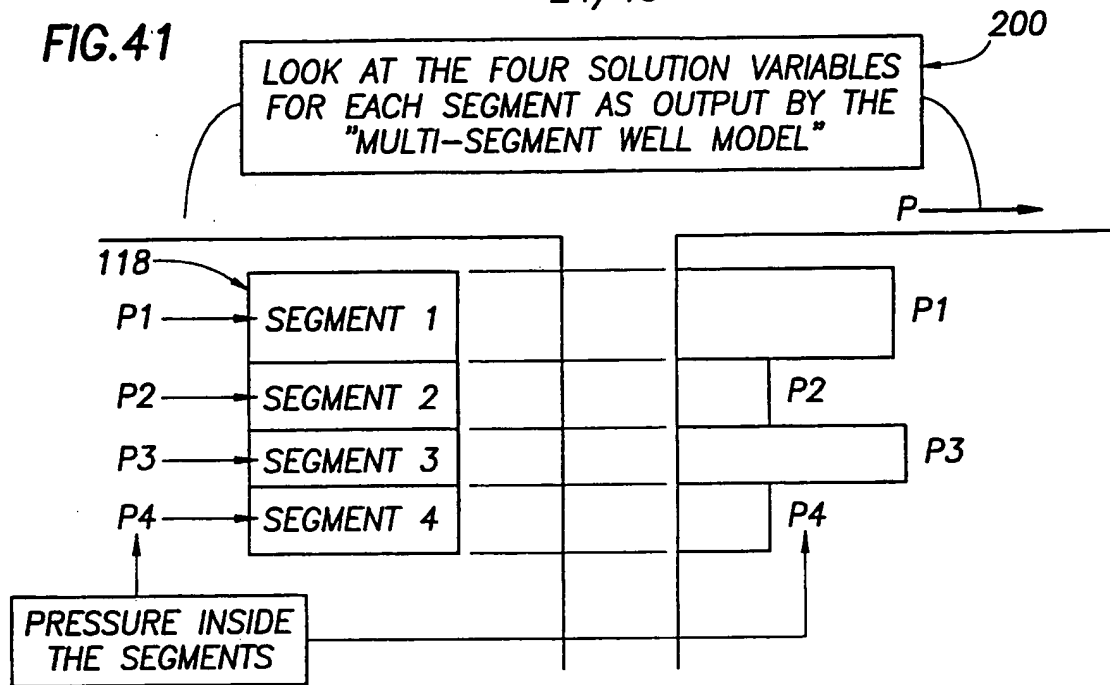 FIG.41
200
LOOK AT THE FOUR SOLUTION VARIABLES
FOR EACH SEGMENT AS OUTPUT BY THE
"MULTI-SEGMENT WELL MODEL"
P
118
P1 SEGMENT 1 P1
P2 SEGMENT 2 P2
P3 SEGMENT 3 P3
P4 SEGMENT 4 P4
PRESSURE INSIDE
THE SEGMENTS